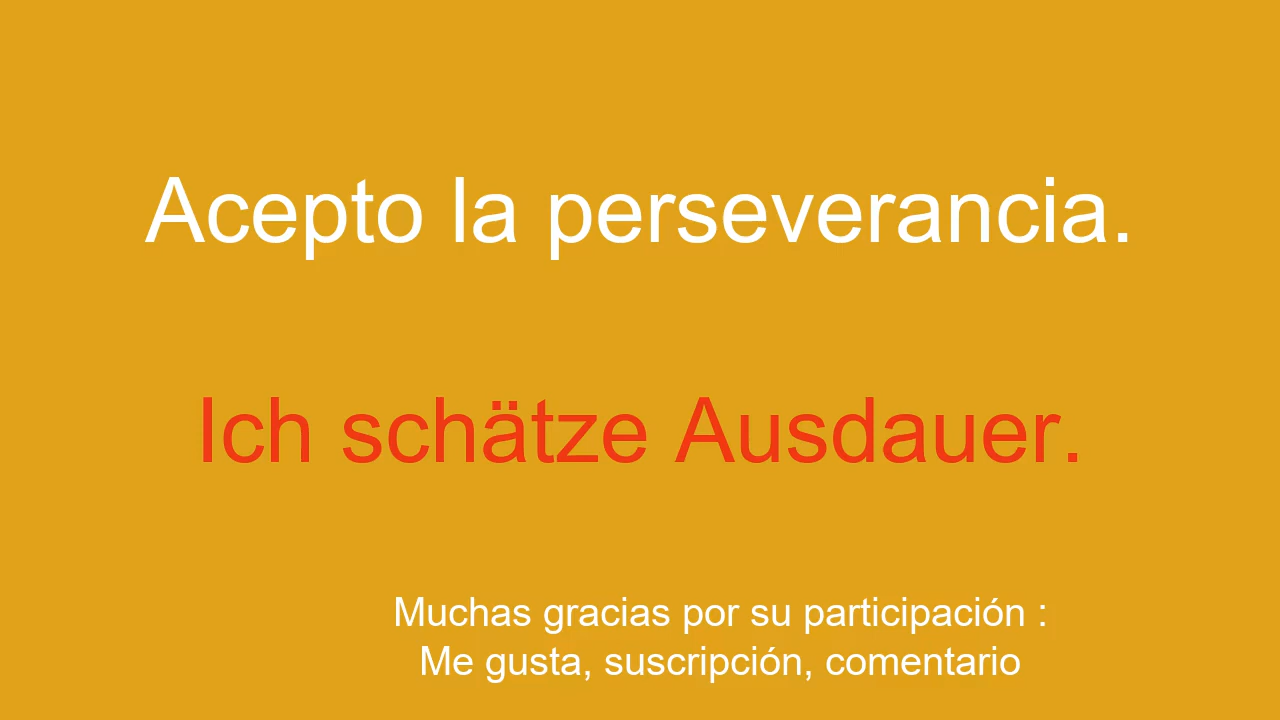 Acepto la perseverancia.
Ich schätze Ausdauer.
Muchas gracias por su participación :
Me gusta, suscripción, comentario